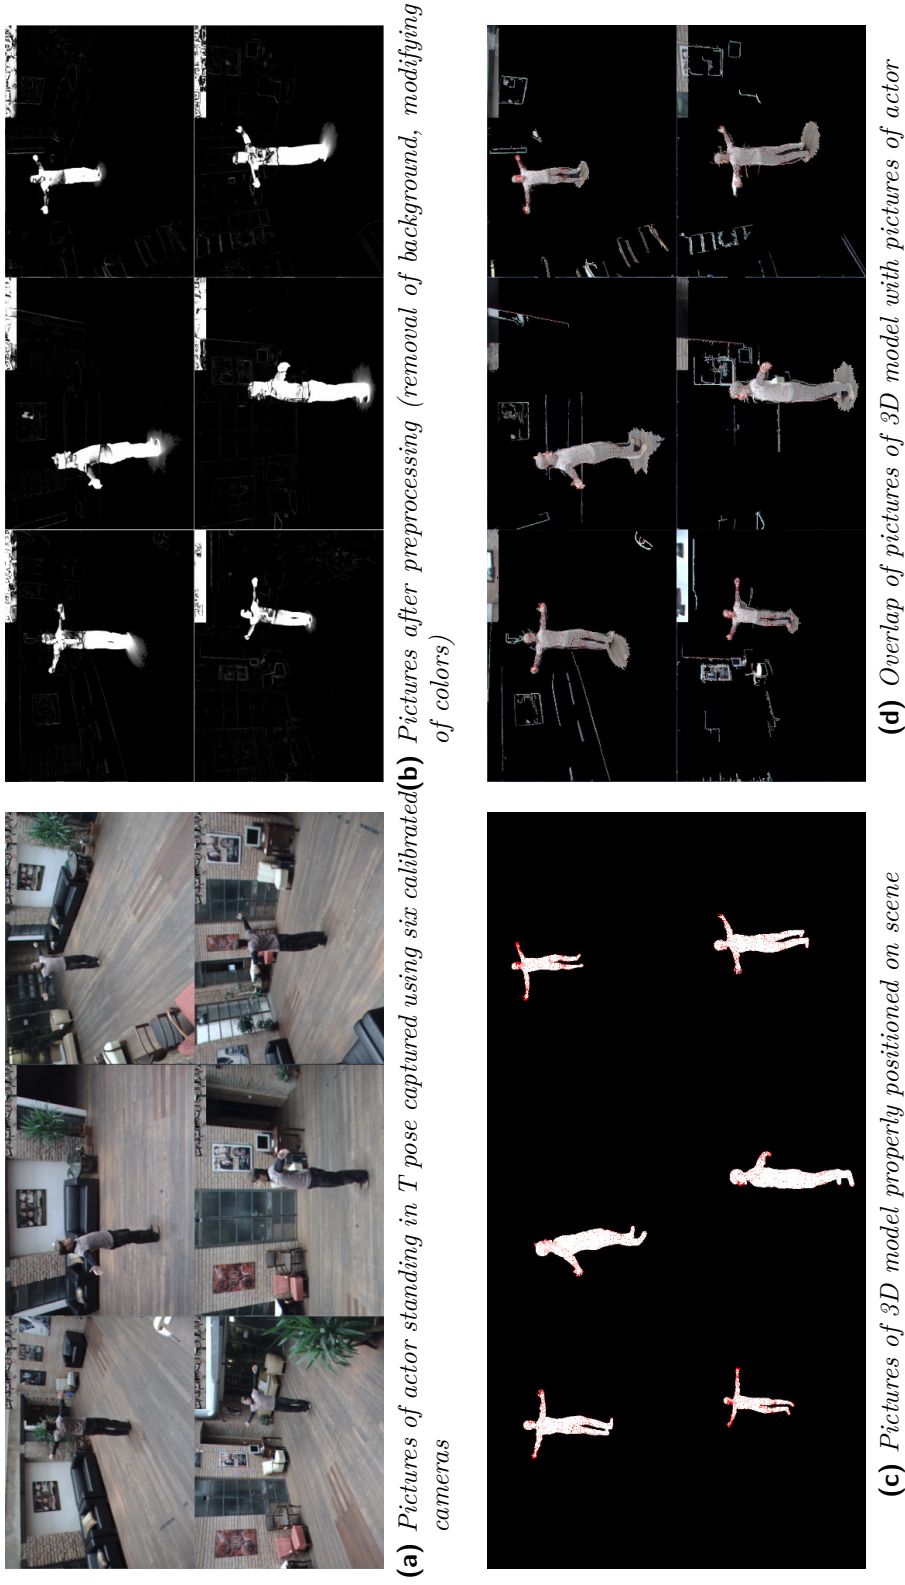 (a) Pictures of actor standing in T pose captured using six calibrated
cameras
(b) Pictures after preprocessing (removal of background, modifying
of colors)
(c) Pictures of 3D model properly positioned on scene
(d) Overlap of pictures of 3D model with pictures of actor